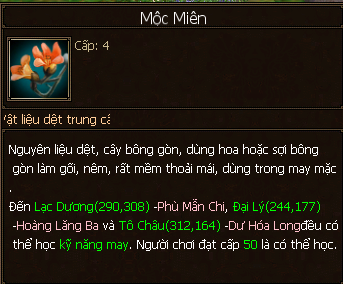 Mộc Miên
Cấp: 4
Vật liệu dệt trung cấ
Nguyên liệu dệt, cây bông gòn, dùng hoa hoặc sợi bông
gòn làm gối, nêm, rất mềm thoải mái, dùng trong may mặc
.
Đến Lạc Dương(290,308) -Phù Mẫn Chi, Đại Lý(244,177)
-Hoàng Lăng Ba và Tô Châu(312,164) -Dư Hóa Longđều có
thể học kỹ năng may. Người chơi đạt cấp 50 là có thể học.